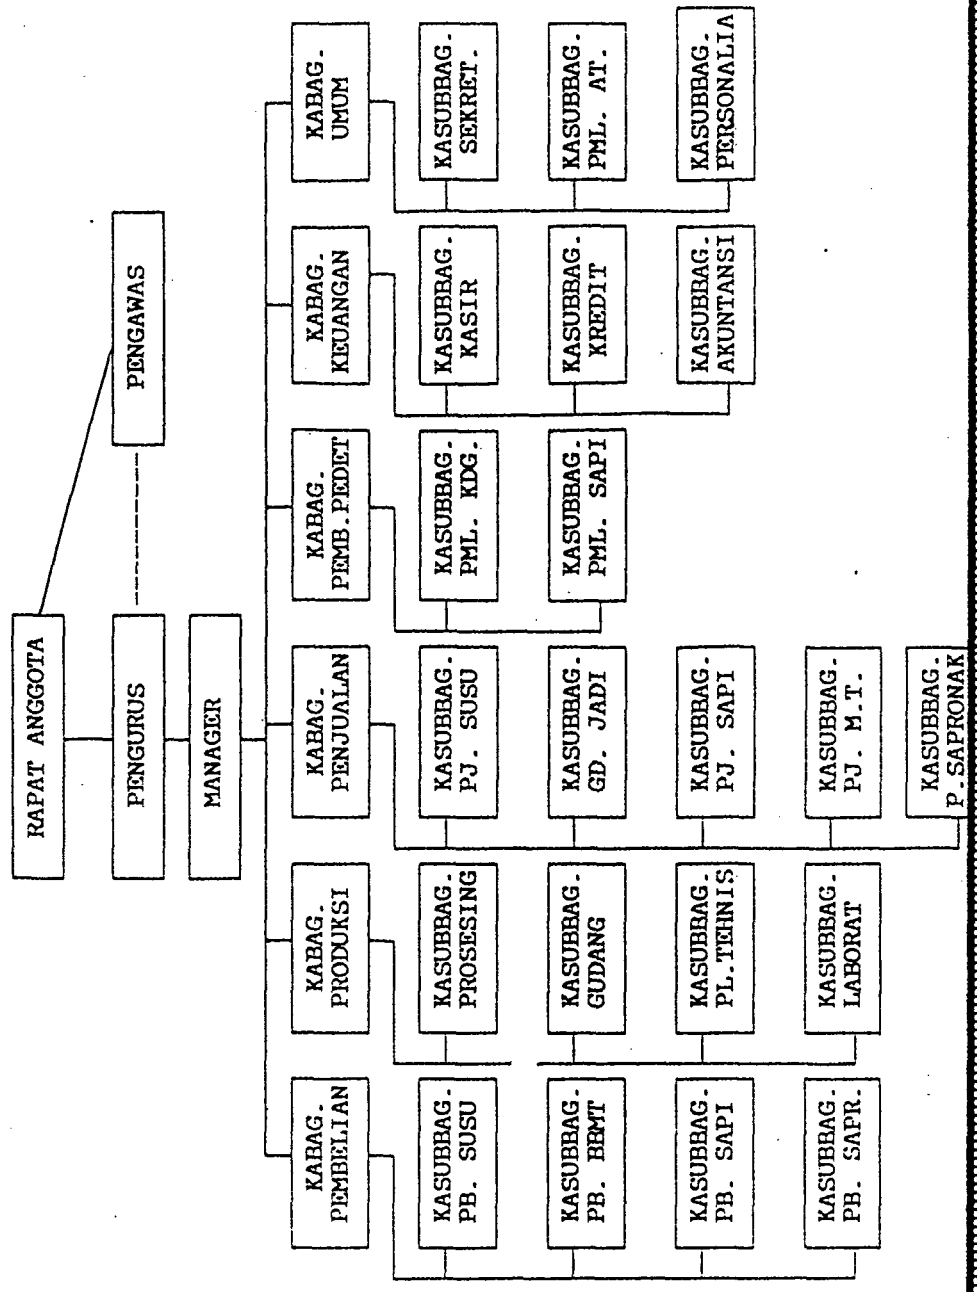 RAPAT ANGGOTA
PENGURUS
PENGAWAS
MANAGER
KABAG.
PEMBELIAN
KABAG.
PRODUKSI
KABAG.
PENJUALAN
KABAG.
PEMB.PEDET
KABAG.
KEUANGAN
KABAG.
UMUM
KASUBBAG.
PB. SUSU
KASUBBAG.
PROSESING
KASUBBAG.
PJ. SUSU
KASUBBAG.
PML. KDG.
KASUBBAG.
KASIR
KASUBBAG.
SEKRET.
KASUBBAG.
PB. BBMT
KASUBBAG.
GUDANG
KASUBBAG.
GD. JADI
KASUBBAG.
PML. SAPI
KASUBBAG.
KREDIT
KASUBBAG.
PML. AT.
KASUBBAG.
PB. SAPI
KASUBBAG.
PL.TEHNIS
KASUBBAG.
PJ. SAPI
KASUBBAG.
AKUNTANSI
KASUBBAG.
PERSONALIA
KASUBBAG.
PB. SAPR.
KASUBBAG.
LABORAT
KASUBBAG.
PJ. M.T.
KASUBBAG.
P.SAPRONAK